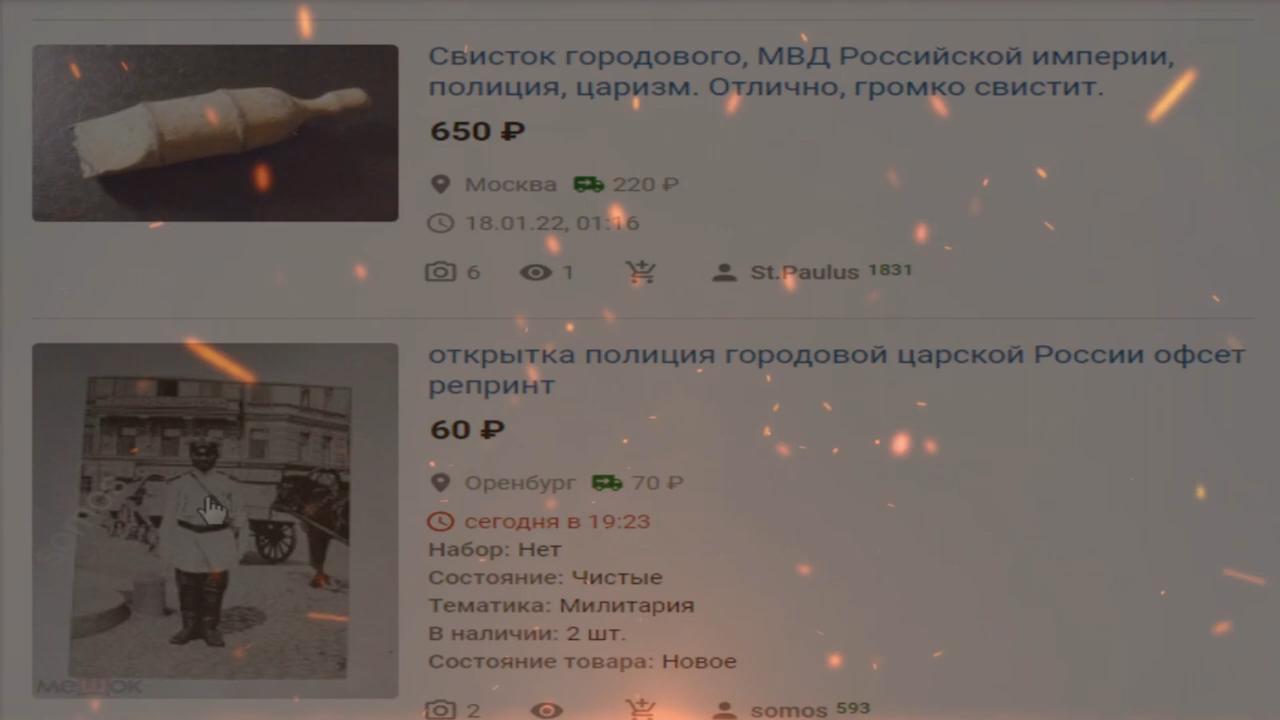 Свисток городового, МВД Российской империи,
полиция, царизм. Отлично, громко свистит.
650 ₽
Москва 220 ₽
18.01.22, 01:16
6 1 St.Paulus 1831
открытка полиция городовой царской России офсет
репринт
60 ₽
Оренбург 70 ₽
сегодня в 19:23
Набор: Нет
Состояние: Чистые
Тематика: Милитария
В наличии: 2 шт.
Состояние товара: Новое
мешок
2 somos 593